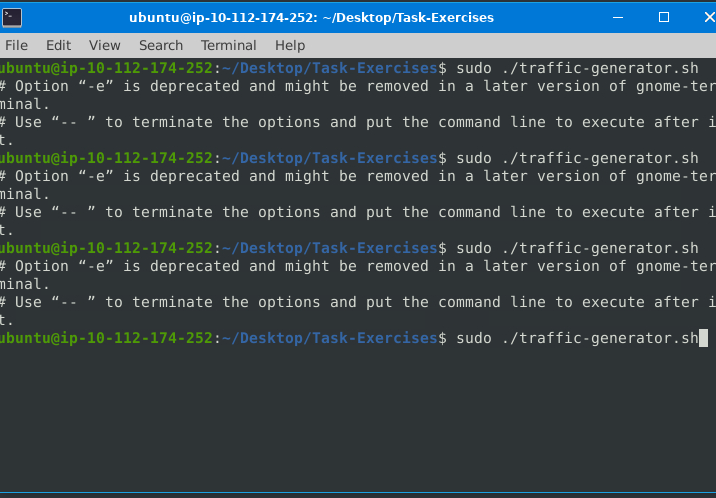 ubuntu@ip-10-112-174-252: ~/Desktop/Task-Exercises
File Edit View Search Terminal Help
ubuntu@ip-10-112-174-252:~/Desktop/Task-Exercises$ sudo ./traffic-generator.sh
# Option “-e” is deprecated and might be removed in a later version of gnome-ter
minal.
# Use “-- ” to terminate the options and put the command line to execute after i
t.
ubuntu@ip-10-112-174-252:~/Desktop/Task-Exercises$ sudo ./traffic-generator.sh
# Option “-e” is deprecated and might be removed in a later version of gnome-ter
minal.
# Use “-- ” to terminate the options and put the command line to execute after i
t.
ubuntu@ip-10-112-174-252:~/Desktop/Task-Exercises$ sudo ./traffic-generator.sh
# Option “-e” is deprecated and might be removed in a later version of gnome-ter
minal.
# Use “-- ” to terminate the options and put the command line to execute after i
t.
ubuntu@ip-10-112-174-252:~/Desktop/Task-Exercises$ sudo ./traffic-generator.sh